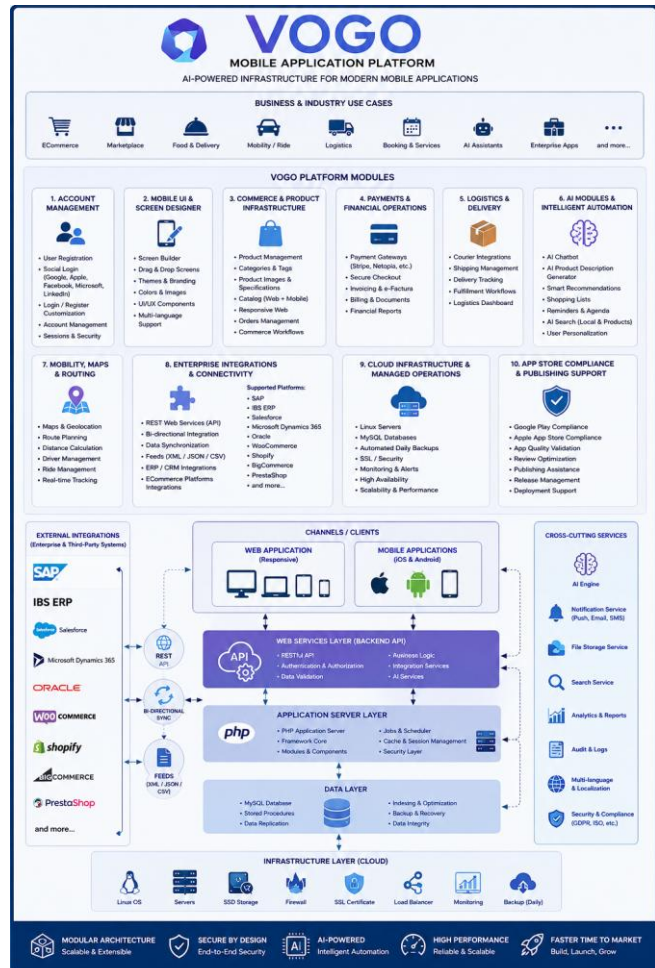 VOGO
MOBILE APPLICATION PLATFORM
AI-POWERED INFRASTRUCTURE FOR MODERN MOBILE APPLICATIONS
BUSINESS & INDUSTRY USE CASES
ECommerce
Marketplace
Food & Delivery
Mobility / Ride
Logistics
Booking & Services
AI Assistants
Enterprise Apps
and more...
VOGO PLATFORM MODULES
1. ACCOUNT
MANAGEMENT
• User Registration
• Social Login
(Google, Apple,
Facebook, Microsoft,
LinkedIn)
• Login / Register
Customization
• Account Management
• Sessions & Security
2. MOBILE UI &
SCREEN DESIGNER
• Screen Builder
• Drag & Drop Screens
• Themes & Branding
• Colors & Images
• UI/UX Components
• Multi-language
Support
3. COMMERCE & PRODUCT
INFRASTRUCTURE
• Product Management
• Categories & Tags
• Product Images &
Specifications
• Catalog (Web + Mobile)
• Responsive Web
• Orders Management
• Commerce Workflows
4. PAYMENTS &
FINANCIAL OPERATIONS
• Payment Gateways
(Stripe, Netopia, etc.)
• Secure Checkout
• Invoicing & e-Factura
• Billing & Documents
• Financial Reports
5. LOGISTICS &
DELIVERY
• Courier Integrations
• Shipping Management
• Delivery Tracking
• Fulfillment Workflows
• Logistics Dashboard
6. AI MODULES &
INTELLIGENT AUTOMATION
• AI Chatbot
• AI Product Description
Generator
• Smart Recommendations
• Shopping Lists
• Reminders & Agenda
• AI Search (Local & Products)
• User Personalization
7. MOBILITY, MAPS
& ROUTING
• Maps & Geolocation
• Route Planning
• Distance Calculation
• Driver Management
• Ride Management
• Real-time Tracking
8. ENTERPRISE INTEGRATIONS
& CONNECTIVITY
• REST Web Services (API)
• Bi-directional Integration
• Data Synchronization
• Feeds (XML / JSON / CSV)
• ERP / CRM Integrations
• ECommerce Platforms
Integrations
Supported Platforms:
• SAP
• IBS ERP
• Salesforce
• Microsoft Dynamics 365
• Oracle
• WooCommerce
• Shopify
• BigCommerce
• PrestaShop
• and more...
9. CLOUD INFRASTRUCTURE &
MANAGED OPERATIONS
• Linux Servers
• MySQL Databases
• Automated Daily Backups
• SSL / Security
• Monitoring & Alerts
• High Availability
• Scalability & Performance
10. APP STORE COMPLIANCE
& PUBLISHING SUPPORT
• Google Play Compliance
• Apple App Store Compliance
• App Quality Validation
• Review Optimization
• Publishing Assistance
• Release Management
• Deployment Support
EXTERNAL INTEGRATIONS
(Enterprise & Third-Party Systems)
SAP
IBS ERP
salesforce
Salesforce
Microsoft Dynamics 365
ORACLE
WOO COMMERCE
shopify
BIGCOMMERCE
PrestaShop
and more...
REST
API
BI-DIRECTIONAL
SYNC
FEEDS
(XML / JSON /
CSV)
CHANNELS / CLIENTS
WEB APPLICATION
(Responsive)
MOBILE APPLICATIONS
(iOS & Android)
WEB SERVICES LAYER (BACKEND API)
API
• RESTful API
• Authentication & Authorization
• Data Validation
• Business Logic
• Integration Services
• AI Services
APPLICATION SERVER LAYER
php
• PHP Application Server
• Framework Core
• Modules & Components
• Jobs & Scheduler
• Cache & Session Management
• Security Layer
DATA LAYER
• MySQL Database
• Stored Procedures
• Data Replication
• Indexing & Optimization
• Backup & Recovery
• Data Integrity
CROSS-CUTTING SERVICES
AI Engine
Notification Service
(Push, Email, SMS)
File Storage Service
Search Service
Analytics & Reports
Audit & Logs
Multi-language
& Localization
Security & Compliance
(GDPR, ISO, etc.)
INFRASTRUCTURE LAYER (CLOUD)
Linux OS
Servers
SSD Storage
Firewall
SSL Certificate
Load Balancer
Monitoring
Backup (Daily)
MODULAR ARCHITECTURE
Scalable & Extensible
SECURE BY DESIGN
End-to-End Security
AI
AI-POWERED
Intelligent Automation
HIGH PERFORMANCE
Reliable & Scalable
FASTER TIME TO MARKET
Build, Launch, Grow